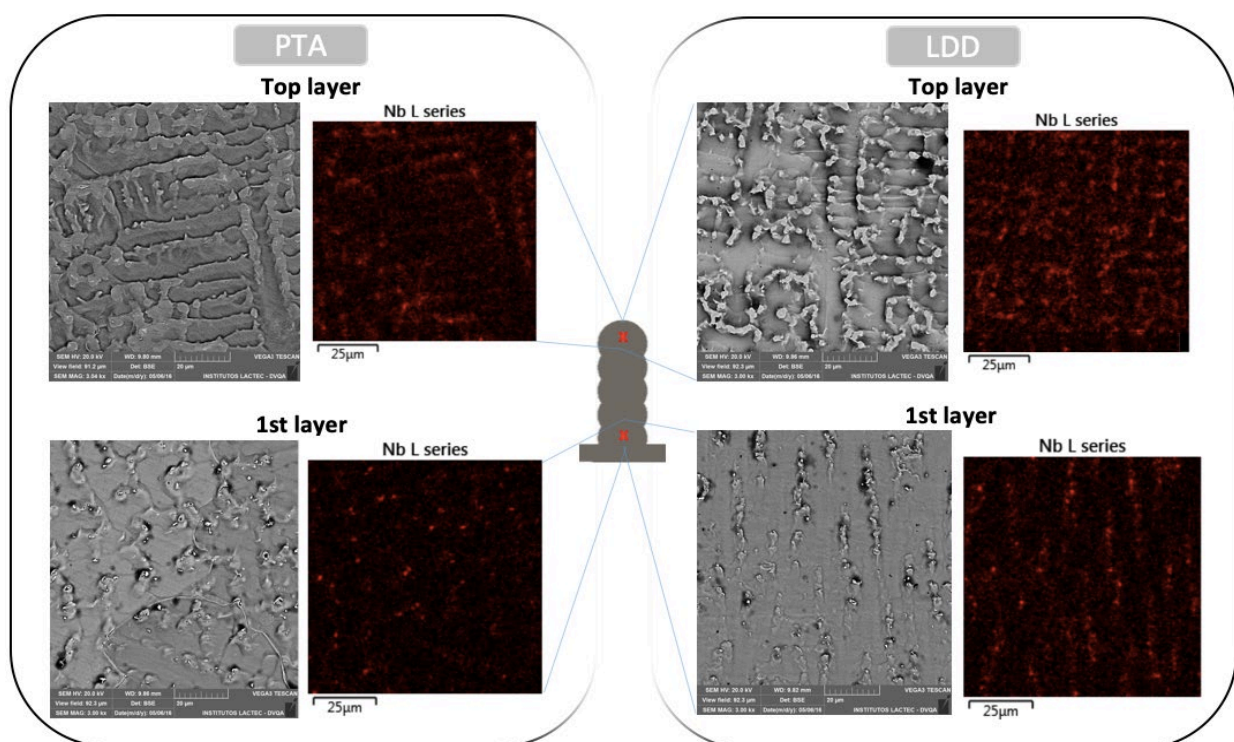 PTA
Top layer
Nb L series
SEM HV: 20.0 kV WD: 9.80 mm VEGA3 TESCAN
View field: 91.2 µm Det: BSE 20 µm
SEM MAG: 3.04 kx Date(m/d/y): 05/06/16 INSTITUTOS LACTEC - DVQA
25µm
1st layer
Nb L series
SEM HV: 20.0 kV WD: 9.86 mm VEGA3 TESCAN
View field: 92.3 µm Det: BSE 20 µm
SEM MAG: 3.00 kx Date(m/d/y): 05/06/16 INSTITUTOS LACTEC - DVQA
25µm
LDD
Top layer
Nb L series
SEM HV: 20.0 kV WD: 9.96 mm VEGA3 TESCAN
View field: 92.3 µm Det: BSE 20 µm
SEM MAG: 3.00 kx Date(m/d/y): 05/06/16 INSTITUTOS LACTEC - DVQA
25µm
1st layer
Nb L series
SEM HV: 20.0 kV WD: 9.82 mm VEGA3 TESCAN
View field: 92.3 µm Det: BSE 20 µm
SEM MAG: 3.00 kx Date(m/d/y): 05/06/16 INSTITUTOS LACTEC - DVQA
25µm